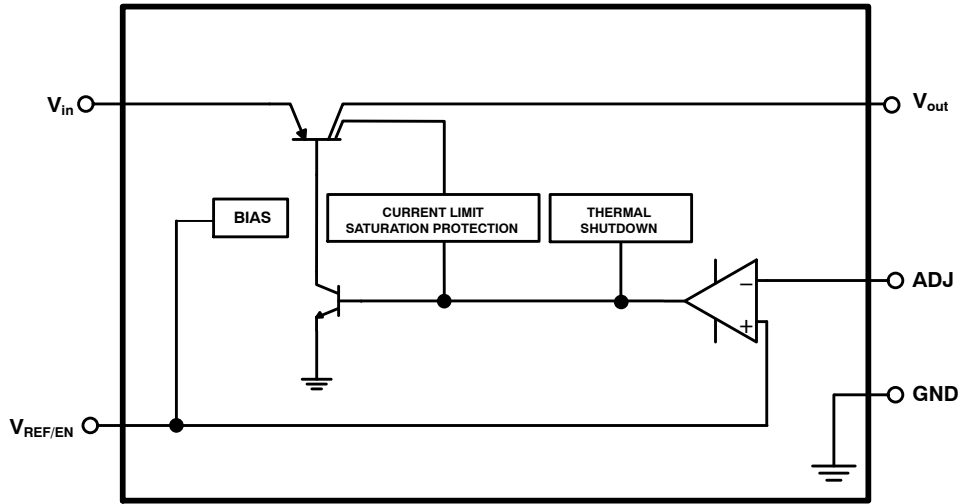 Vin
Vout
BIAS
CURRENT LIMIT
SATURATION PROTECTION
THERMAL
SHUTDOWN
ADJ
−
+
GND
VREF/EN